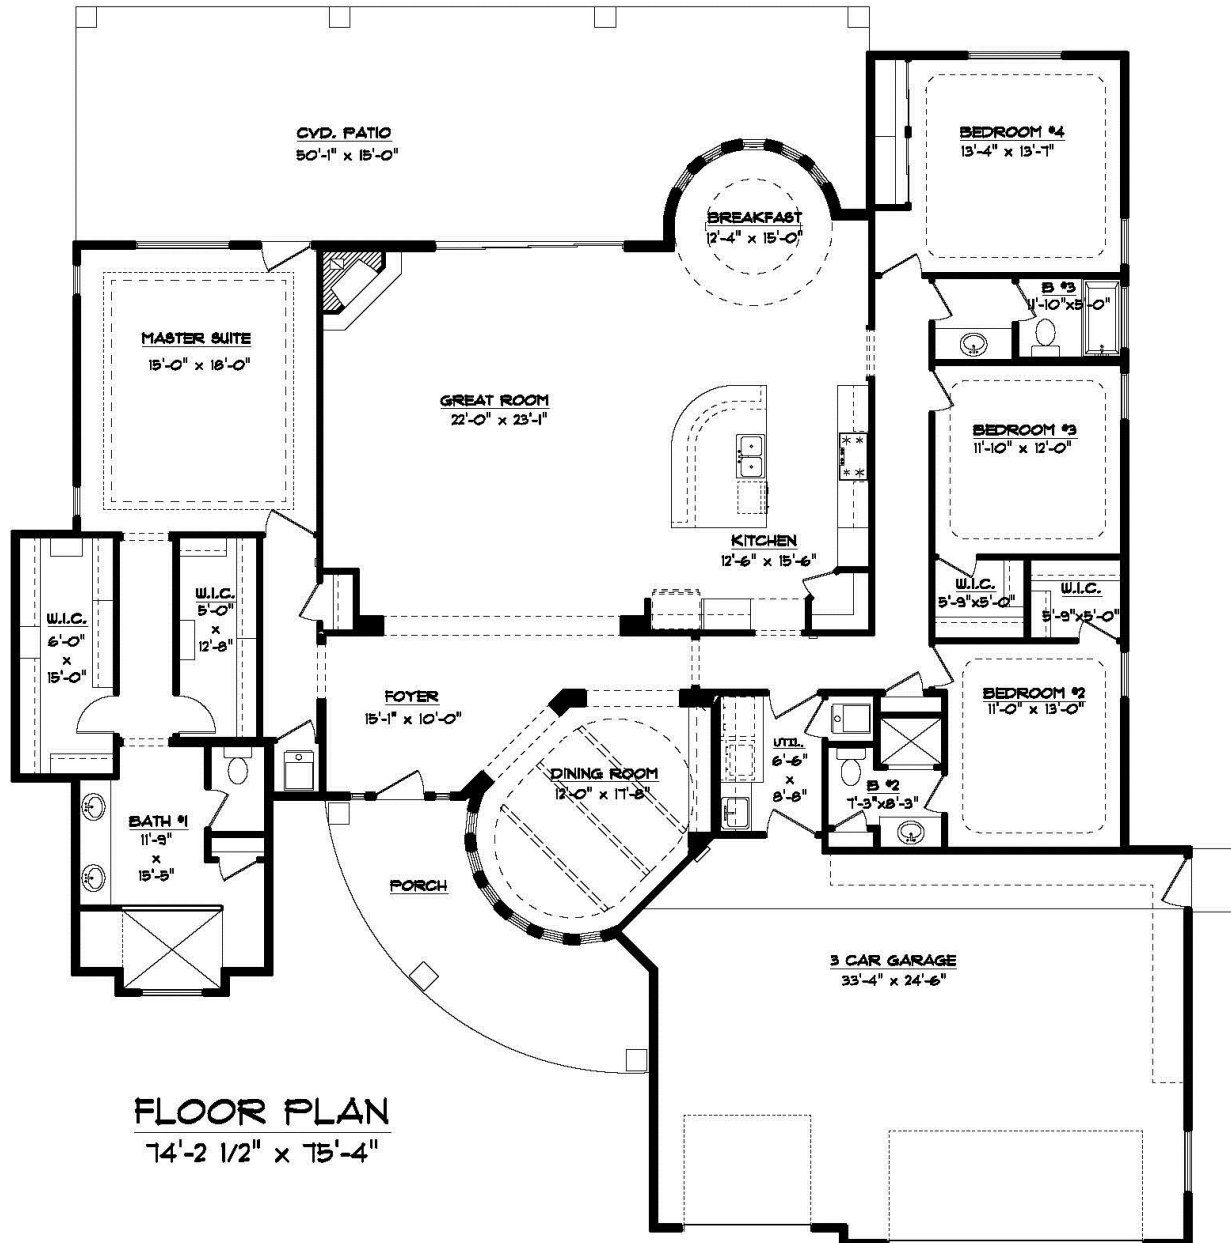 CVD. PATIO
50'-1" x 15'-0"
BEDROOM #4
13'-4" x 13'-7"
BREAKFAST
12'-4" x 15'-0"
B #3
11'-10"x5'-0"
MASTER SUITE
15'-0" x 18'-0"
GREAT ROOM
22'-0" x 23'-1"
BEDROOM #3
11'-10" x 12'-0"
KITCHEN
12'-6" x 15'-6"
W.I.C.
6'-0"
x
15'-0"
W.I.C.
5'-0"
x
12'-8"
W.I.C.
5'-9"x5'-0"
W.I.C.
5'-9"x5'-0"
FOYER
15'-1" x 10'-0"
BEDROOM #2
11'-0" x 13'-0"
DINING ROOM
12'-0" x 17'-8"
UTIL.
6'-6"
x
8'-8"
B #2
7'-3"x8'-3"
BATH #1
11'-9"
x
15'-5"
PORCH
3 CAR GARAGE
33'-4" x 24'-6"
FLOOR PLAN
74'-2 1/2" x 75'-4"